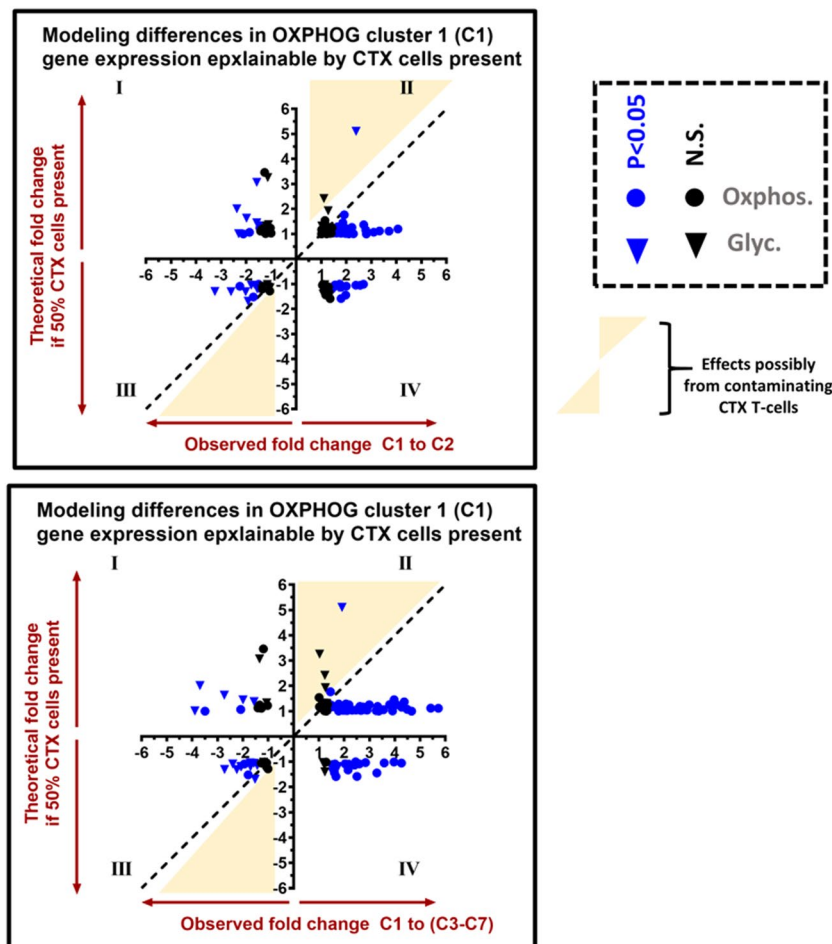 Modeling differences in OXPHOG cluster 1 (C1)
gene expression epxlainable by CTX cells present
I
II
6
5
4
3
2
1
-6 -5 -4 -3 -2 -1
1 2 3 4 5 6
-1
-2
-3
-4
-5
-6
III
IV
Theoretical fold change
if 50% CTX cells present
Observed fold change C1 to C2
P<0.05
N.S.
Oxphos.
Glyc.
Effects possibly
from contaminating
CTX T-cells
Modeling differences in OXPHOG cluster 1 (C1)
gene expression epxlainable by CTX cells present
I
II
6
5
4
3
2
1
-6 -5 -4 -3 -2 -1
1 2 3 4 5 6
-1
-2
-3
-4
-5
-6
III
IV
Theoretical fold change
if 50% CTX cells present
Observed fold change C1 to (C3-C7)